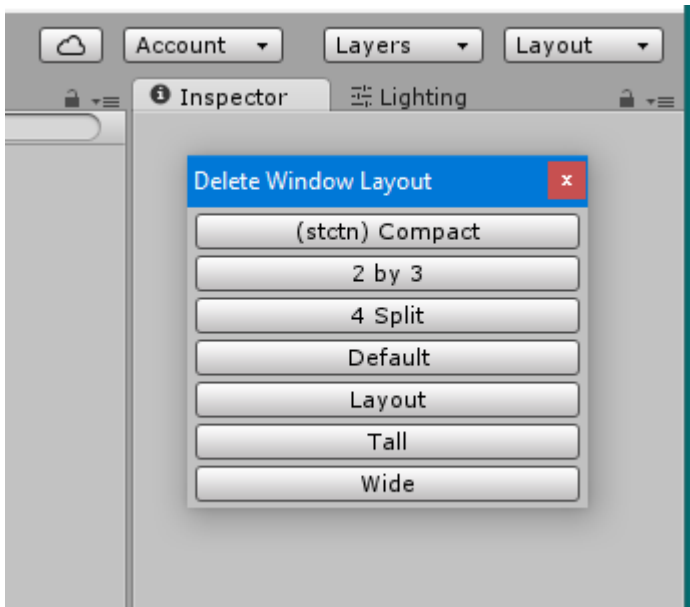 Account
Layers
Layout
Inspector
Lighting
Delete Window Layout
x
(stctn) Compact
2 by 3
4 Split
Default
Layout
Tall
Wide